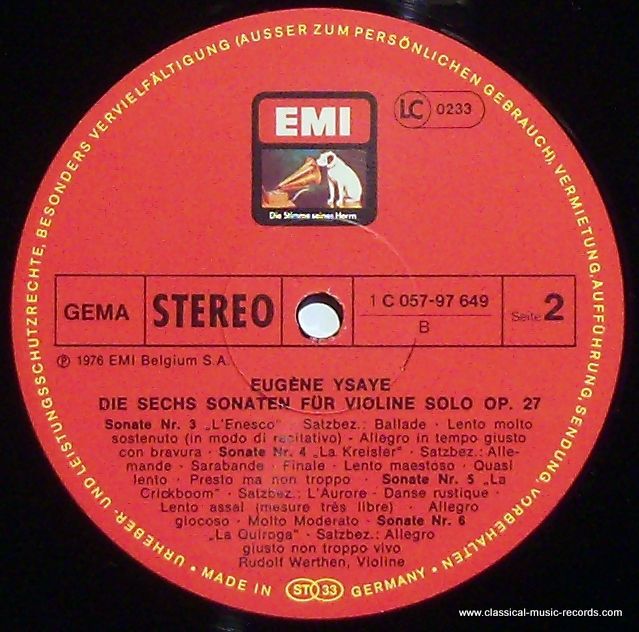 URHEBER- UND LEISTUNGSSCHUTZRECHTE, BESONDERS VERVIELFÄLTIGUNG (AUSSER ZUM PERSÖNLICHEN GEBRAUCH), VERMIETUNG, AUFFÜHRUNG, SENDUNG, VORBEHALTEN • MADE IN ST 33 GERMANY •
EMI
LC 0233
Die Stimme seines Herrn
GEMA
STEREO
1 C 057-97 649
B
Seite 2
℗ 1976 EMI Belgium S.A.
EUGÈNE YSAYE
DIE SECHS SONATEN FÜR VIOLINE SOLO OP. 27
Sonate Nr. 3 „L'Enesco" · Satzbez.: Ballade · Lento molto
sostenuto (in modo di recitativo) · Allegro in tempo giusto
con bravura · Sonate Nr. 4 „La Kreisler" · Satzbez.: Alle-
mande · Sarabande · Finale · Lento maestoso · Quasi
lento · Presto ma non troppo · Sonate Nr. 5 „La
Crickboom" · Satzbez.: L'Aurore · Danse rustique ·
Lento assai (mesure très libre) · Allegro
giocoso · Molto Moderato · Sonate Nr. 6
„La Quiroga" · Satzbez.: Allegro
giusto non troppo vivo
Rudolf Werthen, Violine
www.classical-music-records.com